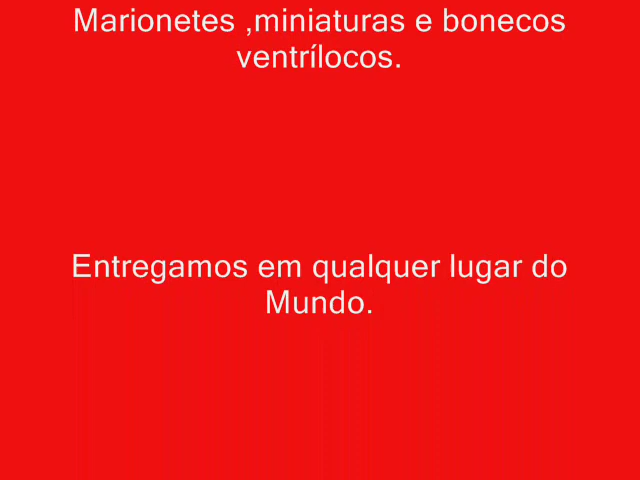 Marionetes ,miniaturas e bonecos
ventrílocos.
Entregamos em qualquer lugar do
Mundo.